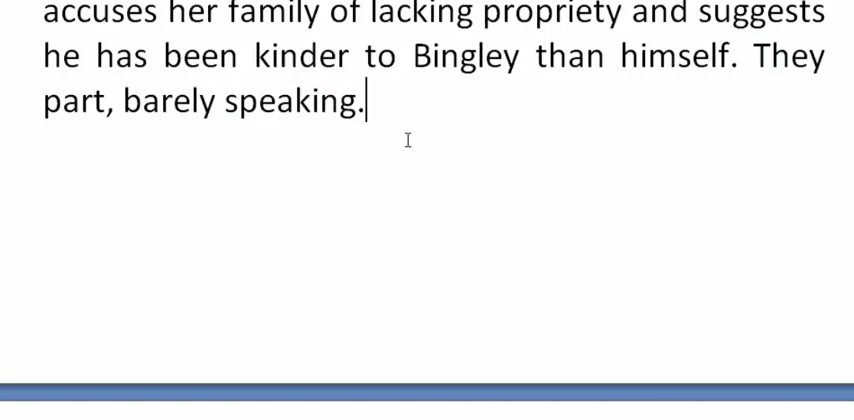 accuses her family of lacking propriety and suggests
he has been kinder to Bingley than himself. They
part, barely speaking.